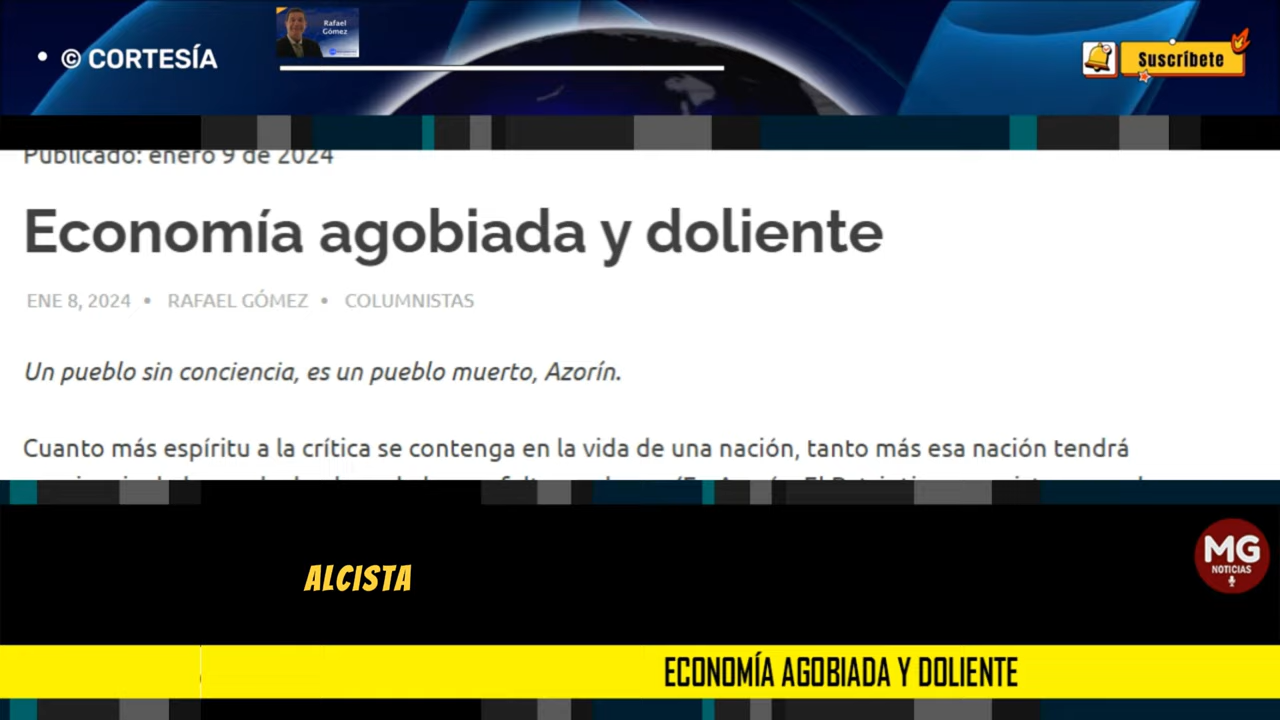 Rafael
Gómez
• © CORTESÍA
Suscríbete
Publicado: enero 9 de 2024
Economía agobiada y doliente
ENE 8, 2024 • RAFAEL GÓMEZ • COLUMNISTAS
Un pueblo sin conciencia, es un pueblo muerto, Azorín.
Cuanto más espíritu a la crítica se contenga en la vida de una nación, tanto más esa nación tendrá
ALCISTA
MG
NOTICIAS
ECONOMÍA AGOBIADA Y DOLIENTE